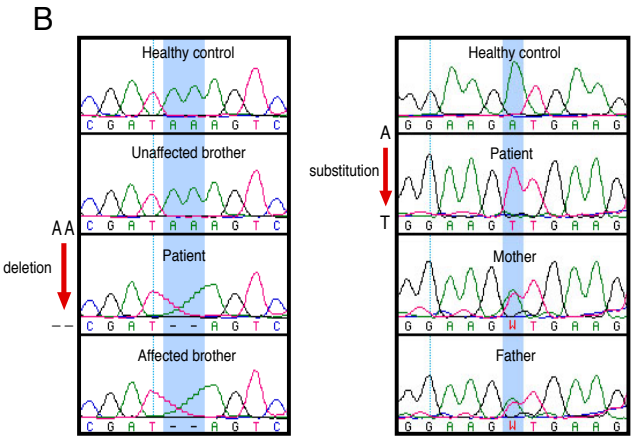 B
Healthy control
C G A T A A A G T C
Unaffected brother
C G A T A A A G T C
A A
deletion
– –
Patient
C G A T – – A G T C
Affected brother
C G A T – – A G T C
Healthy control
G G A A G A T G A A G
A
substitution
T
Patient
G G A A G T T G A A G
Mother
G G A A G W T G A A G
Father
G G A A G W T G A A G